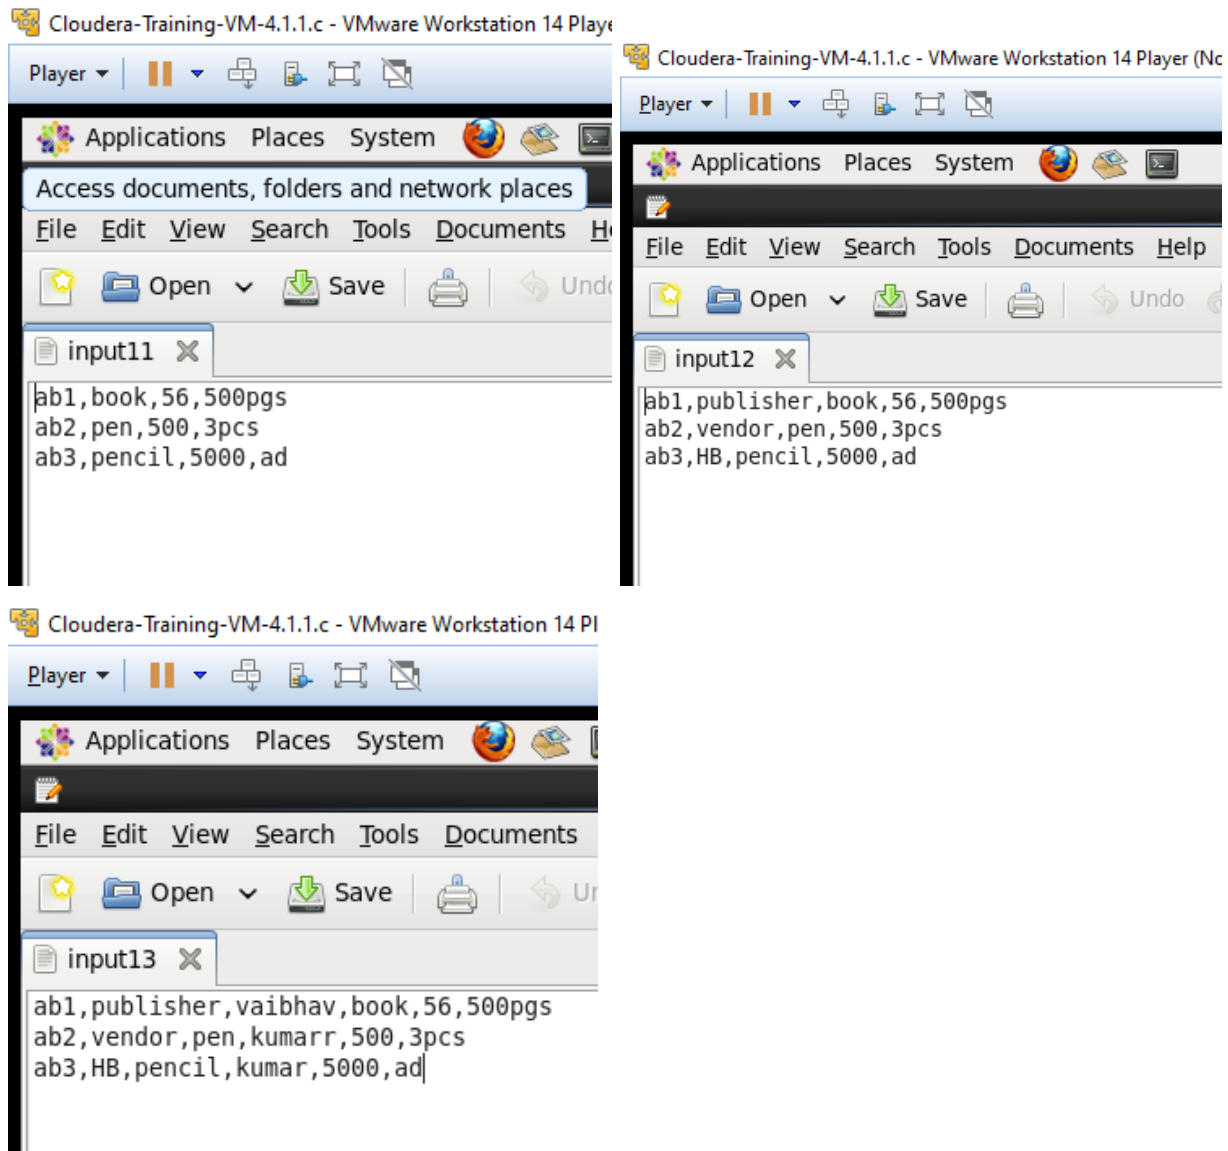 Cloudera-Training-VM-4.1.1.c - VMware Workstation 14 Playe
Player
Applications Places System
Access documents, folders and network places
File Edit View Search Tools Documents He
Open Save Undo
input11
ab1,book,56,500pgs
ab2,pen,500,3pcs
ab3,pencil,5000,ad
Cloudera-Training-VM-4.1.1.c - VMware Workstation 14 Player (No
Player
Applications Places System
File Edit View Search Tools Documents Help
Open Save Undo
input12
ab1,publisher,book,56,500pgs
ab2,vendor,pen,500,3pcs
ab3,HB,pencil,5000,ad
Cloudera-Training-VM-4.1.1.c - VMware Workstation 14 Pl
Player
Applications Places System
File Edit View Search Tools Documents
Open Save Un
input13
ab1,publisher,vaibhav,book,56,500pgs
ab2,vendor,pen,kumarr,500,3pcs
ab3,HB,pencil,kumar,5000,ad